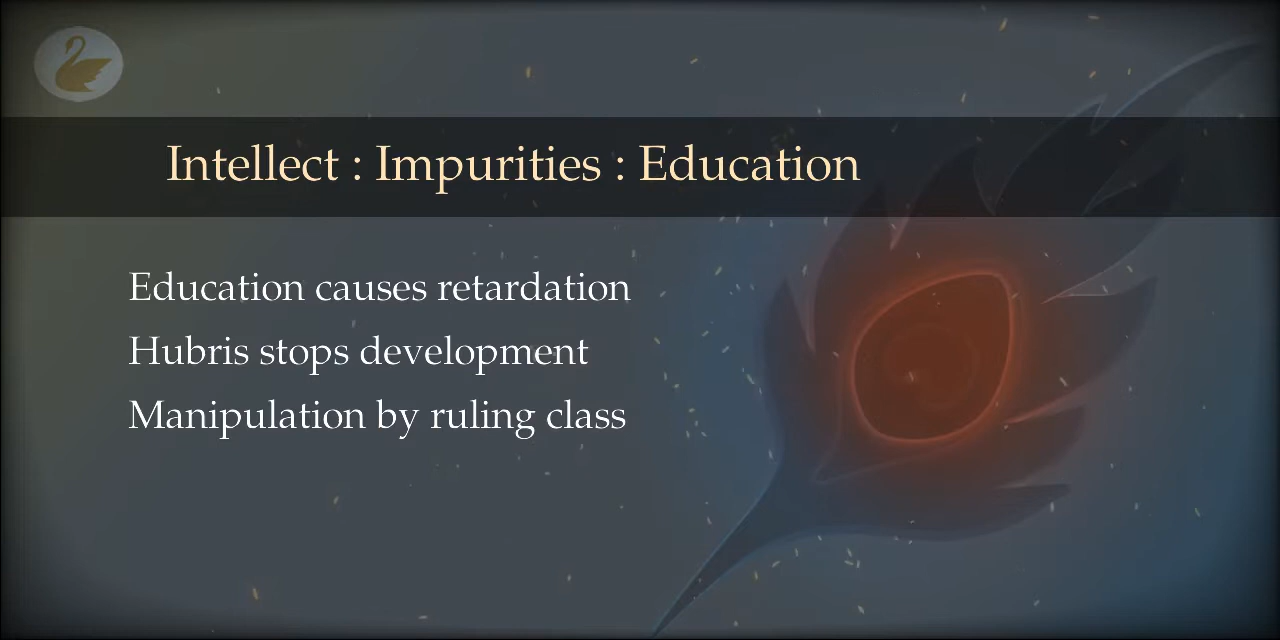 Intellect : Impurities : Education
Education causes retardation
Hubris stops development
Manipulation by ruling class